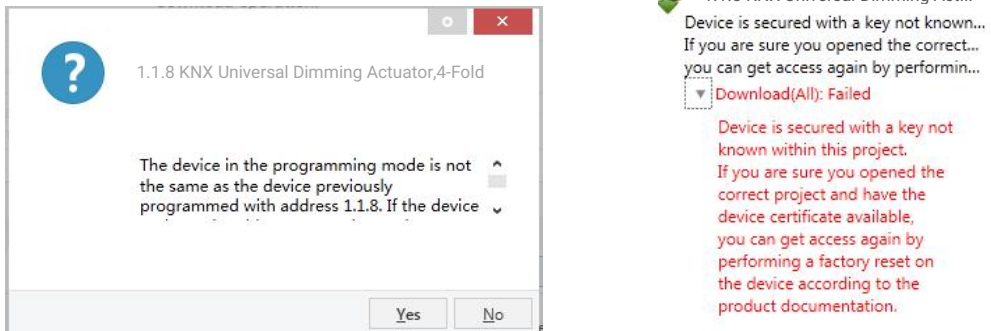 1.1.8 KNX Universal Dimming Actuator,4-Fold
The device in the programming mode is not
the same as the device previously
programmed with address 1.1.8. If the device
Yes
No
Device is secured with a key not known...
If you are sure you opened the correct...
you can get access again by performin...
Download(All): Failed
Device is secured with a key not
known within this project.
If you are sure you opened the
correct project and have the
device certificate available,
you can get access again by
performing a factory reset on
the device according to the
product documentation.